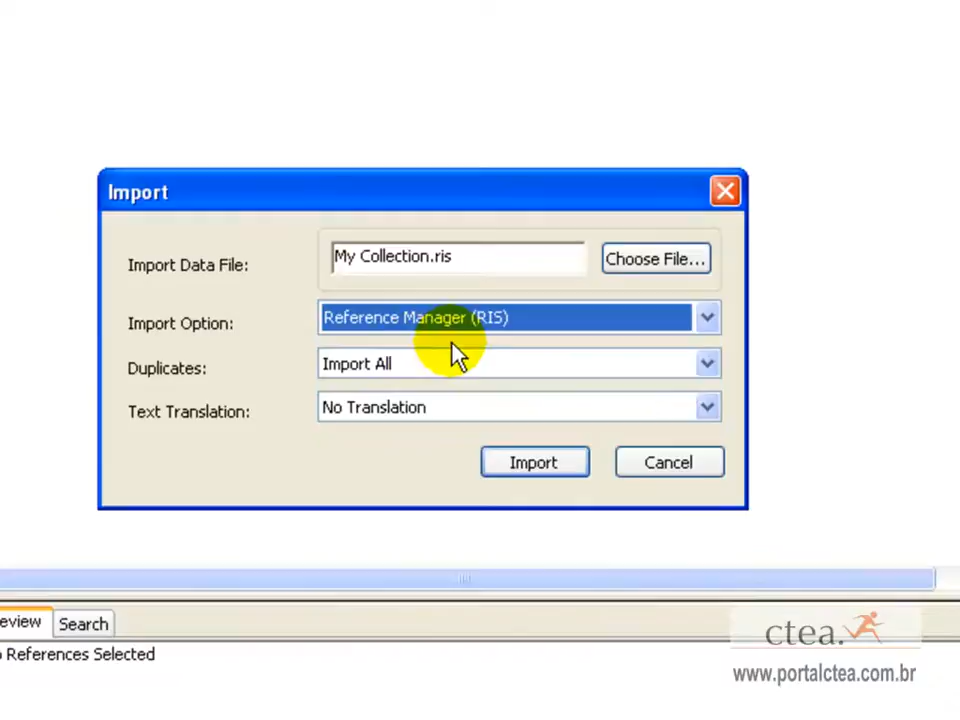 Import
Import Data File:
My Collection.ris
Choose File...
Import Option:
Reference Manager (RIS)
Duplicates:
Import All
Text Translation:
No Translation
Import
Cancel
eview
Search
References Selected
ctea.
www.portalctea.com.br